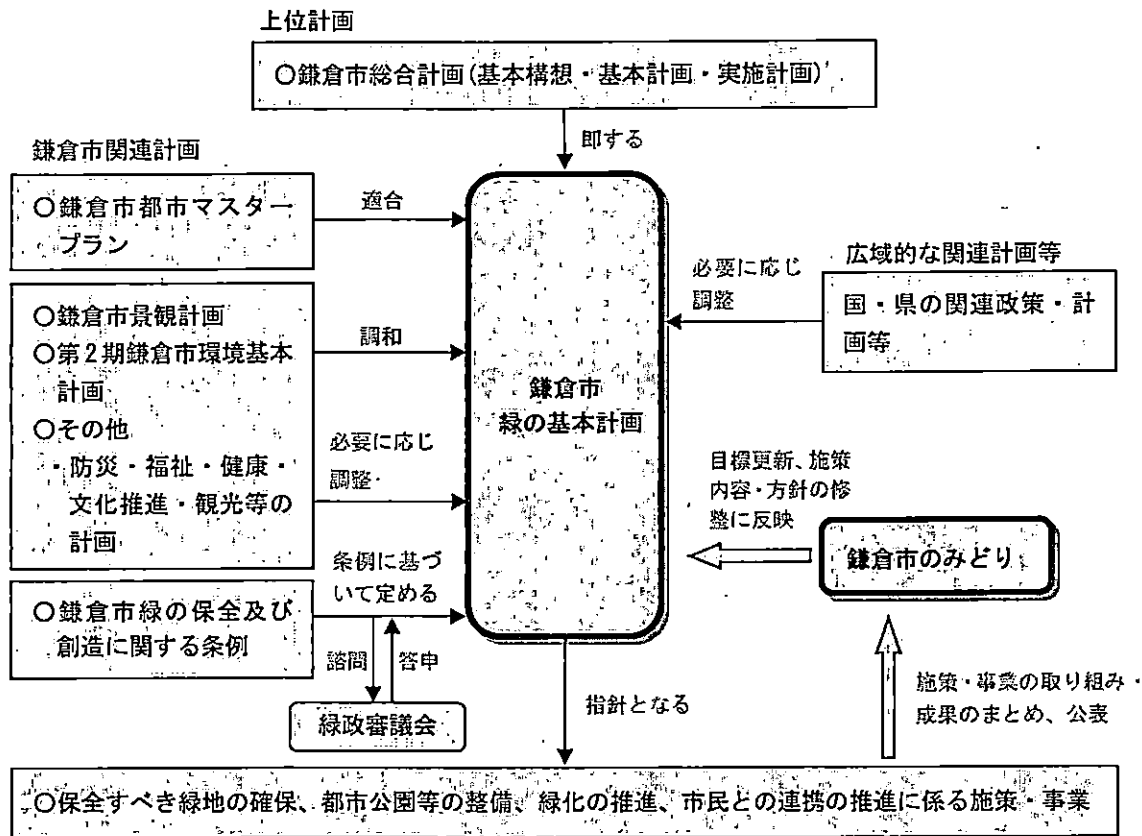 上位計画
○鎌倉市総合計画(基本構想・基本計画・実施計画)
即する
鎌倉市関連計画
○鎌倉市都市マスター
プラン
適合
○鎌倉市景観計画
○第2期鎌倉市環境基本
計画
○その他
・防災・福祉・健康・
文化推進・観光等の
計画
調和
必要に応じ
調整
○鎌倉市緑の保全及び
創造に関する条例
条例に基づ
いて定める
諮問
答申
緑政審議会
鎌倉市
緑の基本計画
広域的な関連計画等
国・県の関連政策・計
画等
必要に応じ
調整
目標更新、施策
内容・方針の修
整に反映
鎌倉市のみどり
施策・事業の取り組み・
成果のまとめ、公表
指針となる
○保全すべき緑地の確保、都市公園等の整備、緑化の推進、市民との連携の推進に係る施策・事業